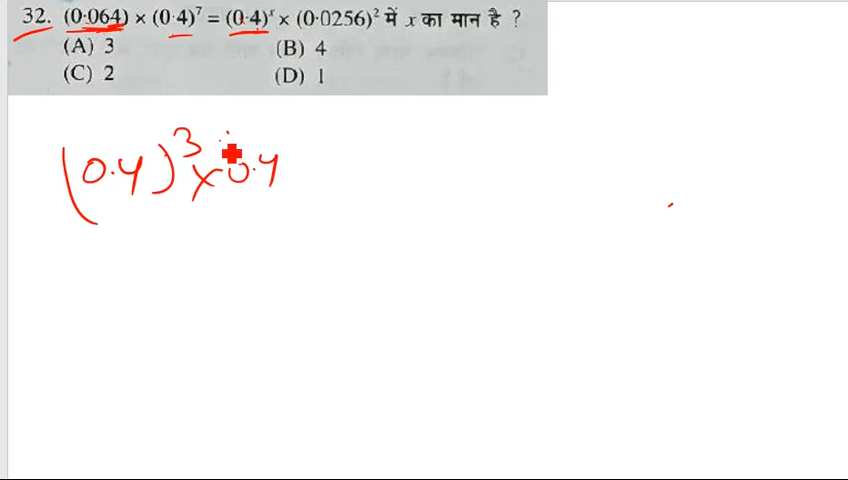 32. (0·064) × (0·4)⁷ = (0·4)ˣ × (0·0256)² में x का मान है ?
(A) 3 (B) 4
(C) 2 (D) 1
(0.4)³ × 0.4